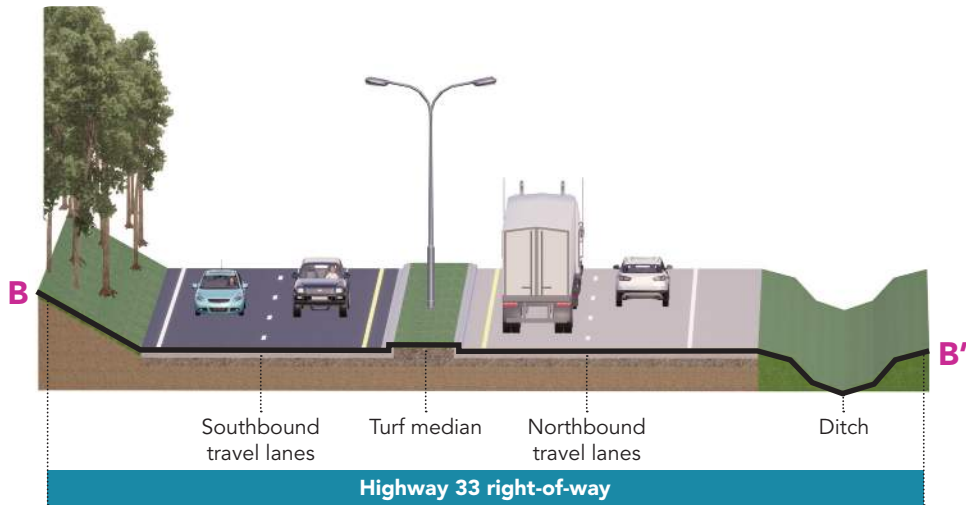 B
B'
Southbound
travel lanes
Turf median
Northbound
travel lanes
Ditch
Highway 33 right-of-way